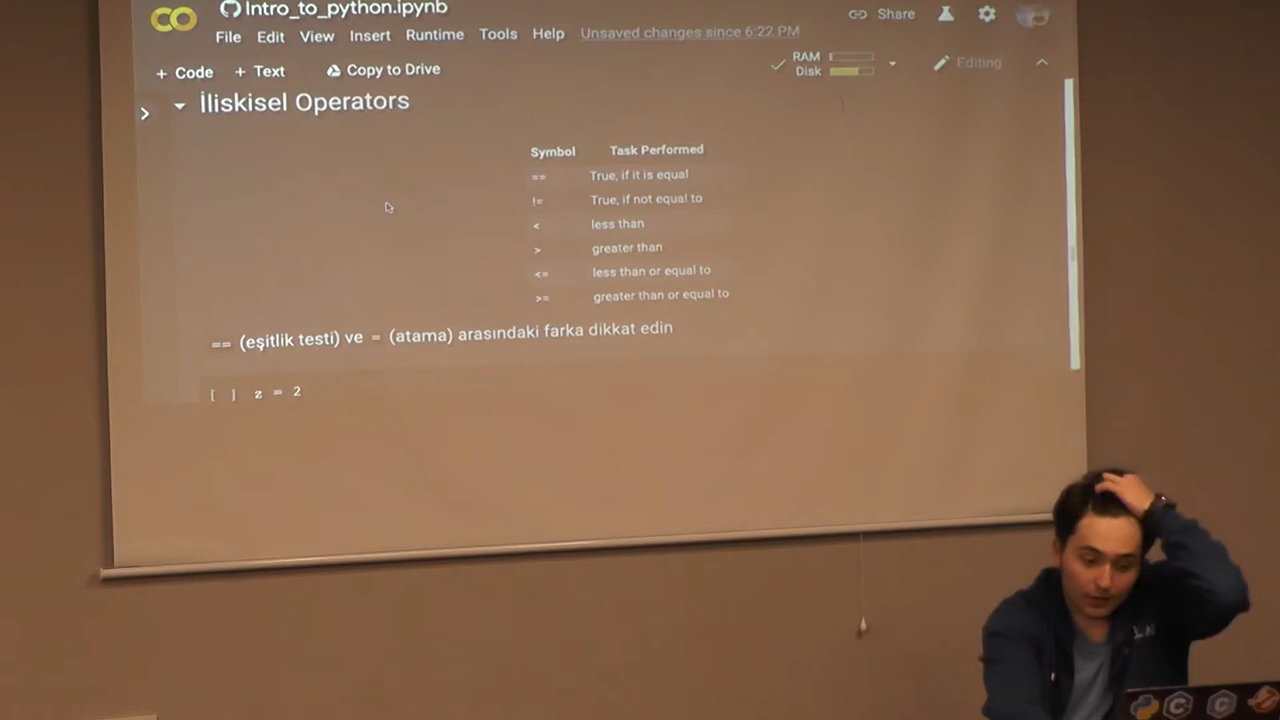 Intro_to_python.ipynb
Share
File Edit View Insert Runtime Tools Help Unsaved changes since 6:22 PM
+ Code + Text Copy to Drive
RAM
Disk
Editing
İliskisel Operators
Symbol Task Performed
== True, if it is equal
!= True, if not equal to
< less than
> greater than
<= less than or equal to
>= greater than or equal to
== (eşitlik testi) ve = (atama) arasındaki farka dikkat edin
[ ] z = 2